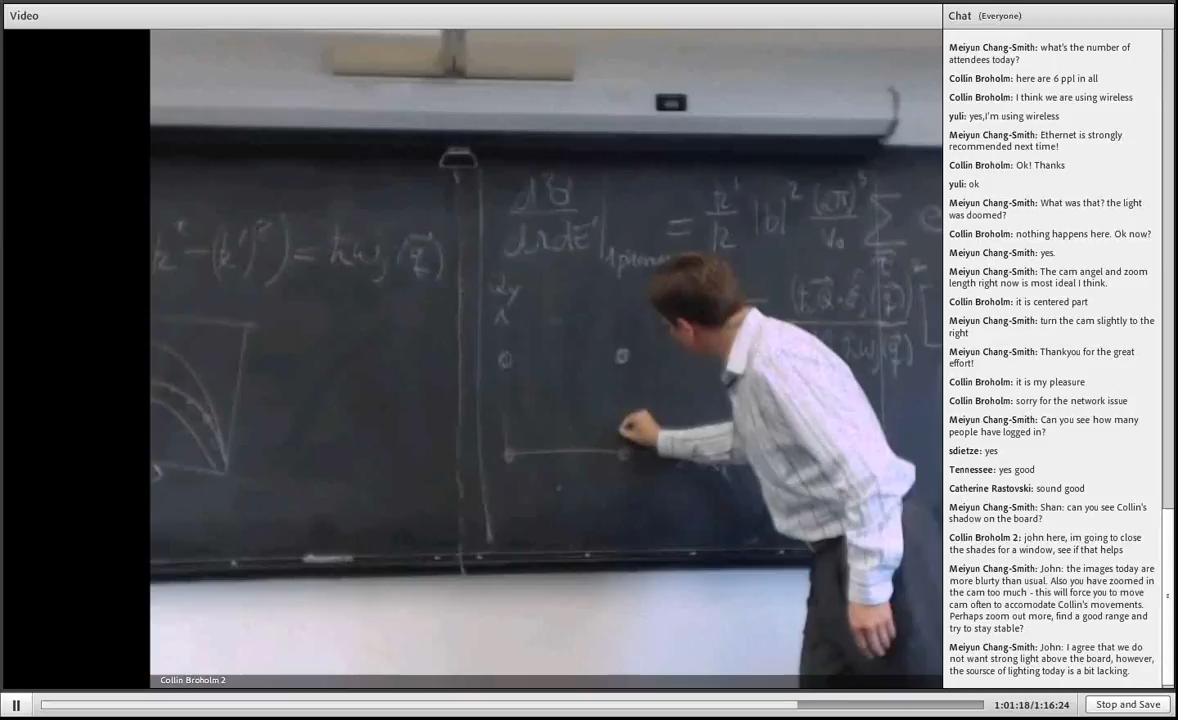 Video
Chat (Everyone)
Meiyun Chang-Smith: what's the number of
attendees today?
Collin Broholm: here are 6 ppl in all
Collin Broholm: I think we are using wireless
yuli: yes,I'm using wireless
Meiyun Chang-Smith: Ethernet is strongly
recommended next time!
Collin Broholm: Ok! Thanks
yuli: ok
Meiyun Chang-Smith: What was that? the light
was doomed?
Collin Broholm: nothing happens here. Ok now?
Meiyun Chang-Smith: yes.
Meiyun Chang-Smith: The cam angel and zoom
length right now is most ideal I think.
Collin Broholm: it is centered part
Meiyun Chang-Smith: turn the cam slightly to the
right
Meiyun Chang-Smith: Thankyou for the great
effort!
Collin Broholm: it is my pleasure
Collin Broholm: sorry for the network issue
Meiyun Chang-Smith: Can you see how many
people have logged in?
sdietze: yes
Tennessee: yes good
Catherine Rastovski: sound good
Meiyun Chang-Smith: Shan: can you see Collin's
shadow on the board?
Collin Broholm 2: john here, im going to close
the shades for a window, see if that helps
Meiyun Chang-Smith: John: the images today are
more blurty than usual. Also you have zoomed in
the cam too much - this will force you to move
cam often to accomodate Collin's movements.
Perhaps zoom out more, find a good range and
try to stay stable?
Meiyun Chang-Smith: John: I agree that we do
not want strong light above the board, however,
the soursce of lighting today is a bit lacking.
Collin Broholm 2
1:01:18/1:16:24
Stop and Save